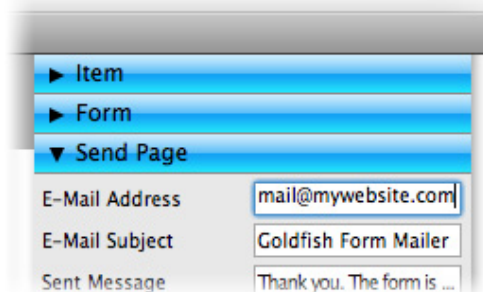 ▶ Item
▶ Form
▼ Send Page
E-Mail Address mail@mywebsite.com
E-Mail Subject Goldfish Form Mailer
Sent Message Thank you. The form is ...